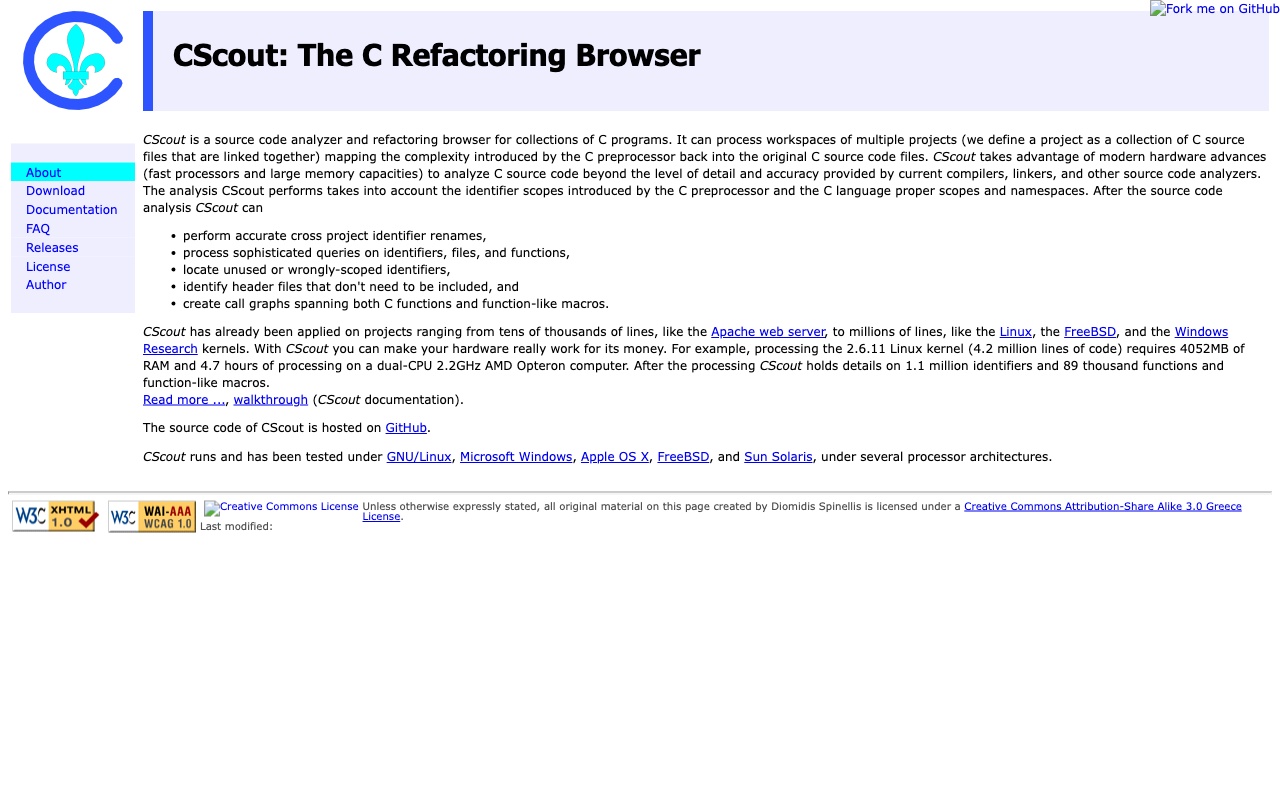 Fork me on GitHub
CScout: The C Refactoring Browser
About
Download
Documentation
FAQ
Releases
License
Author
CScout is a source code analyzer and refactoring browser for collections of C programs. It can process workspaces of multiple projects (we define a project as a collection of C source
files that are linked together) mapping the complexity introduced by the C preprocessor back into the original C source code files. CScout takes advantage of modern hardware advances
(fast processors and large memory capacities) to analyze C source code beyond the level of detail and accuracy provided by current compilers, linkers, and other source code analyzers.
The analysis CScout performs takes into account the identifier scopes introduced by the C preprocessor and the C language proper scopes and namespaces. After the source code
analysis CScout can
• perform accurate cross project identifier renames,
• process sophisticated queries on identifiers, files, and functions,
• locate unused or wrongly-scoped identifiers,
• identify header files that don't need to be included, and
• create call graphs spanning both C functions and function-like macros.
CScout has already been applied on projects ranging from tens of thousands of lines, like the Apache web server, to millions of lines, like the Linux, the FreeBSD, and the Windows
Research kernels. With CScout you can make your hardware really work for its money. For example, processing the 2.6.11 Linux kernel (4.2 million lines of code) requires 4052MB of
RAM and 4.7 hours of processing on a dual-CPU 2.2GHz AMD Opteron computer. After the processing CScout holds details on 1.1 million identifiers and 89 thousand functions and
function-like macros.
Read more ..., walkthrough (CScout documentation).
The source code of CScout is hosted on GitHub.
CScout runs and has been tested under GNU/Linux, Microsoft Windows, Apple OS X, FreeBSD, and Sun Solaris, under several processor architectures.
W3C XHTML 1.0
W3C WAI-AAA WCAG 1.0
Creative Commons License Unless otherwise expressly stated, all original material on this page created by Diomidis Spinellis is licensed under a Creative Commons Attribution-Share Alike 3.0 Greece
License.
Last modified: